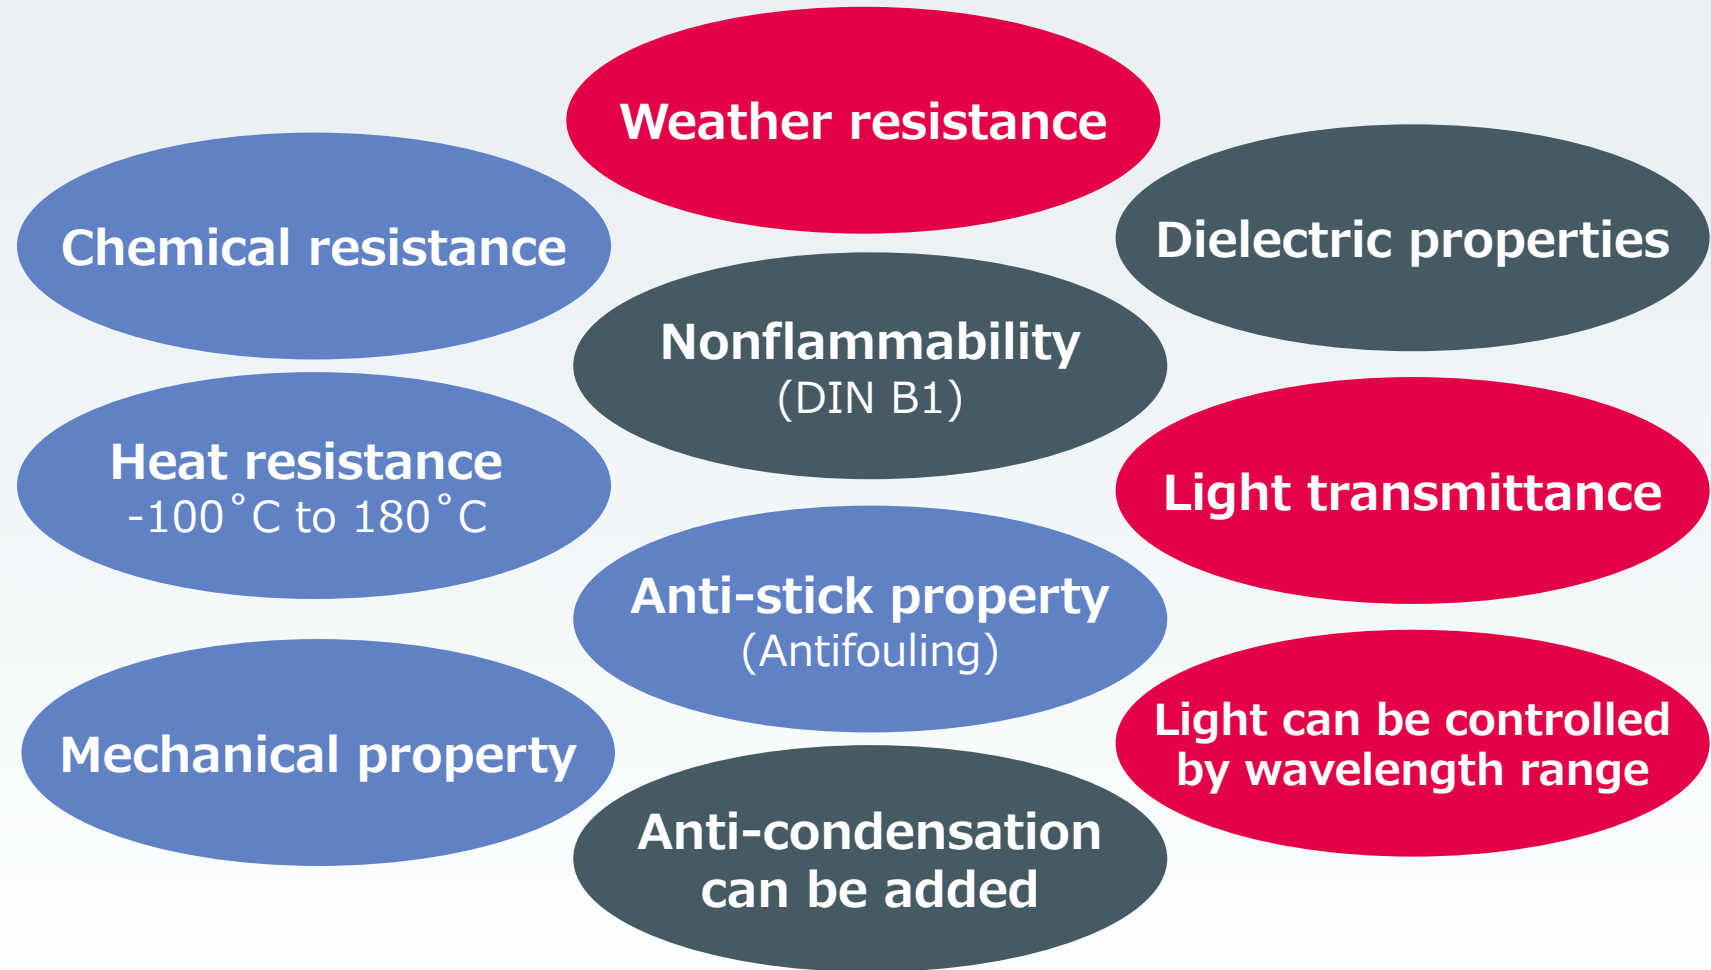 Weather resistance
Chemical resistance
Dielectric properties
Nonflammability
(DIN B1)
Heat resistance
-100˚C to 180˚C
Light transmittance
Anti-stick property
(Antifouling)
Mechanical property
Light can be controlled
by wavelength range
Anti-condensation
can be added